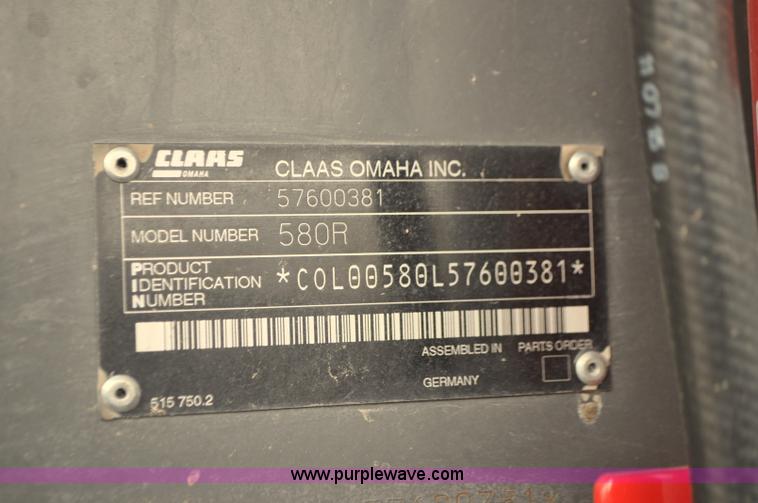 CLAAS
OMAHA
CLAAS OMAHA INC.
REF NUMBER 57600381
MODEL NUMBER 580R
PRODUCT
IDENTIFICATION
NUMBER
*C0L00580L57600381*
ASSEMBLED IN PARTS ORDER
GERMANY
515 750.2
www.purplewave.com